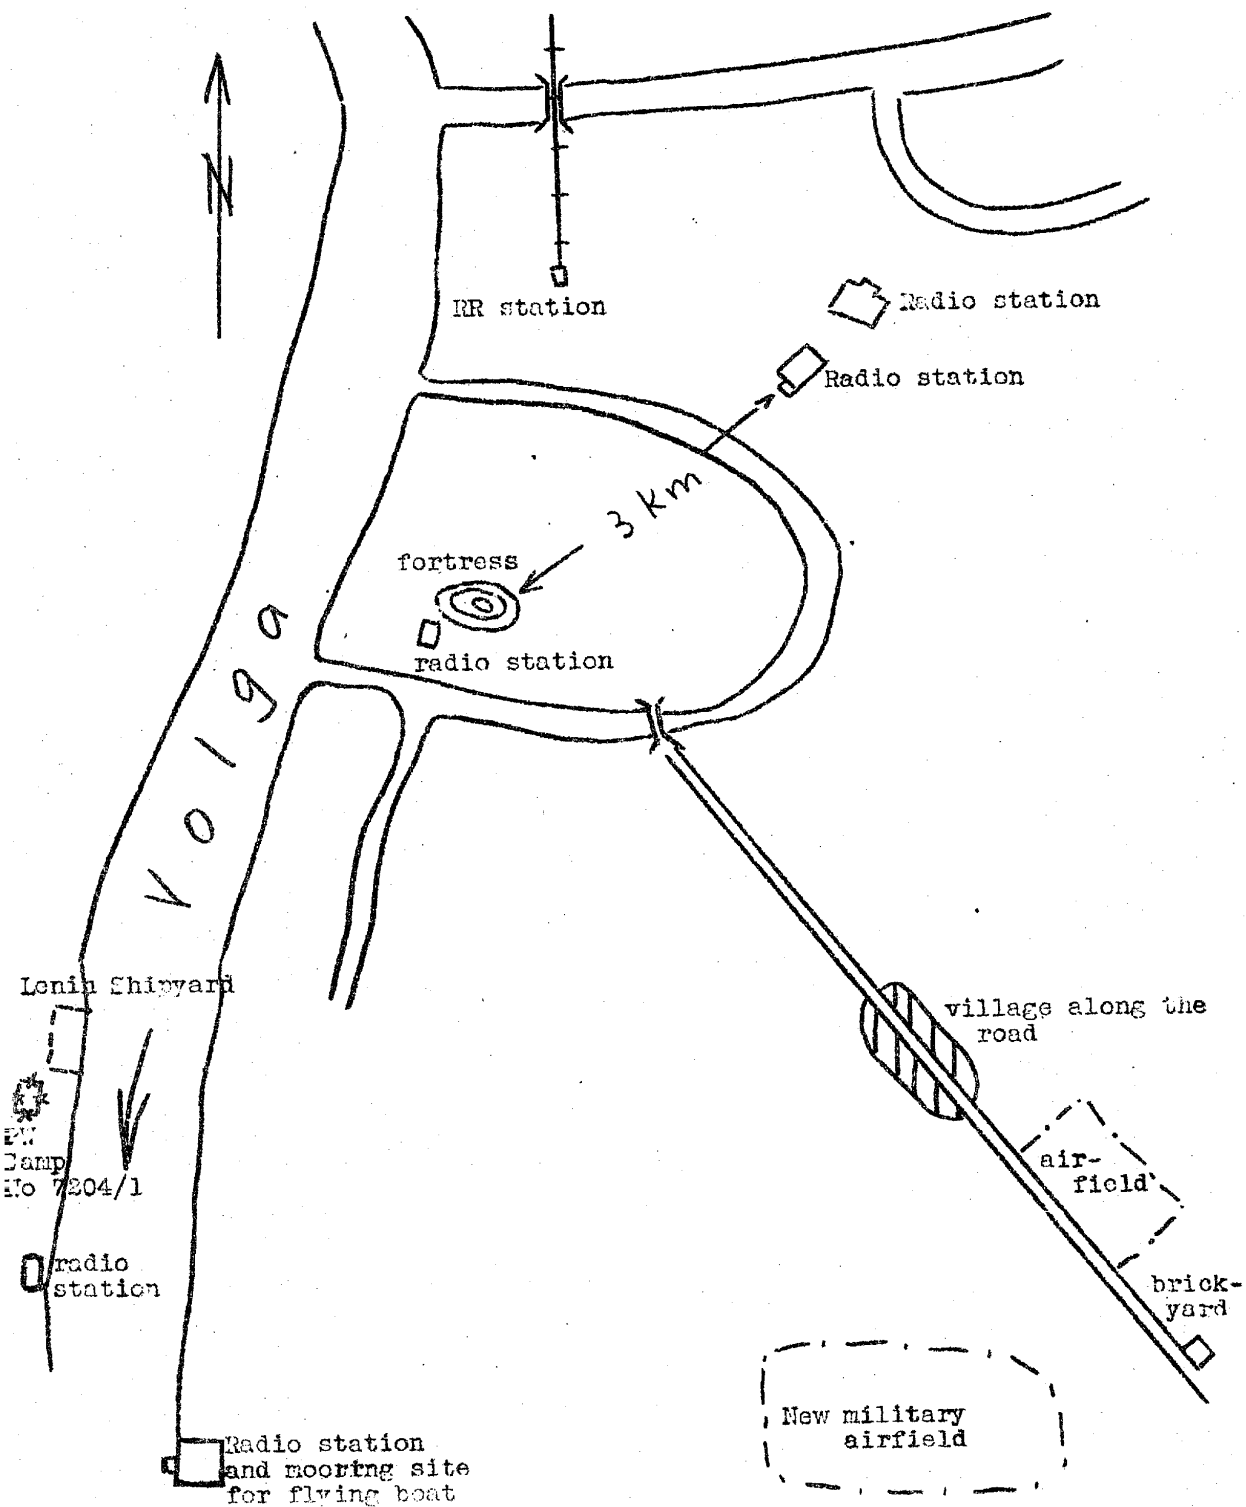 N
RR station
Radio station
Radio station
3 Km
fortress
radio station
Volga
Lenin Shipyard
village along the
road
PW
Camp
No 7204/1
air-
field
radio
station
brick-
yard
New military
airfield
Radio station
and mooring site
for flying boat